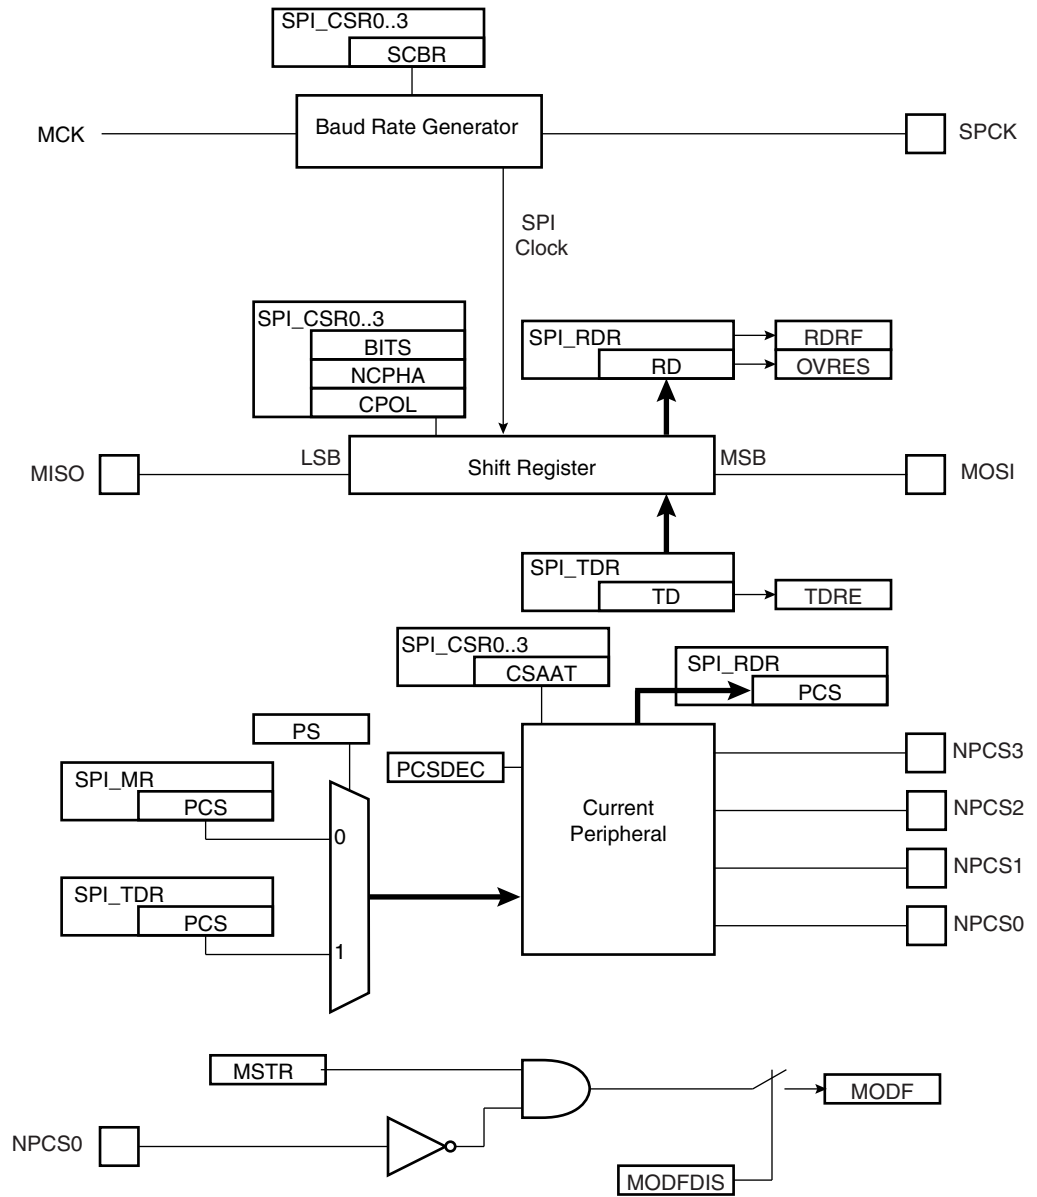 SPI_CSR0..3
SCBR
MCK
Baud Rate Generator
SPCK
SPI
Clock
SPI_CSR0..3
BITS
NCPHA
CPOL
SPI_RDR
RD
RDRF
OVRES
MISO
LSB
Shift Register
MSB
MOSI
SPI_TDR
TD
TDRE
SPI_CSR0..3
CSAAT
SPI_RDR
PCS
PS
PCSDEC
SPI_MR
PCS
0
Current
Peripheral
NPCS3
NPCS2
NPCS1
NPCS0
SPI_TDR
PCS
1
MSTR
MODF
NPCS0
MODFDIS